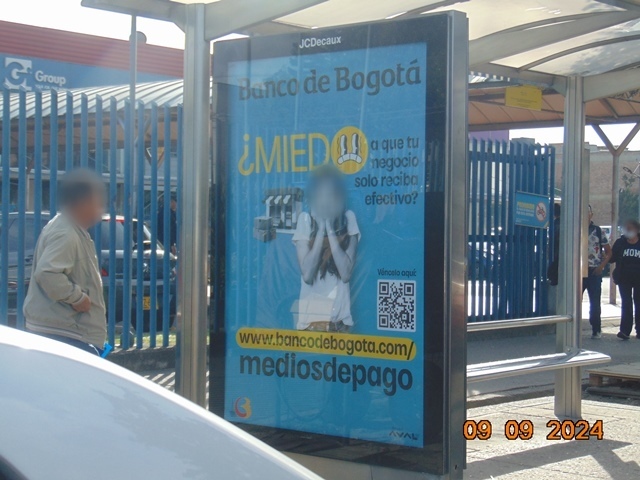 JCDecaux
Group
Banco de Bogotá
¿MIEDO a que tu
negocio
solo reciba
efectivo?
Véncelo aquí
www.bancodebogota.com/
mediosdepago
AVAL
MOM
09 09 2024